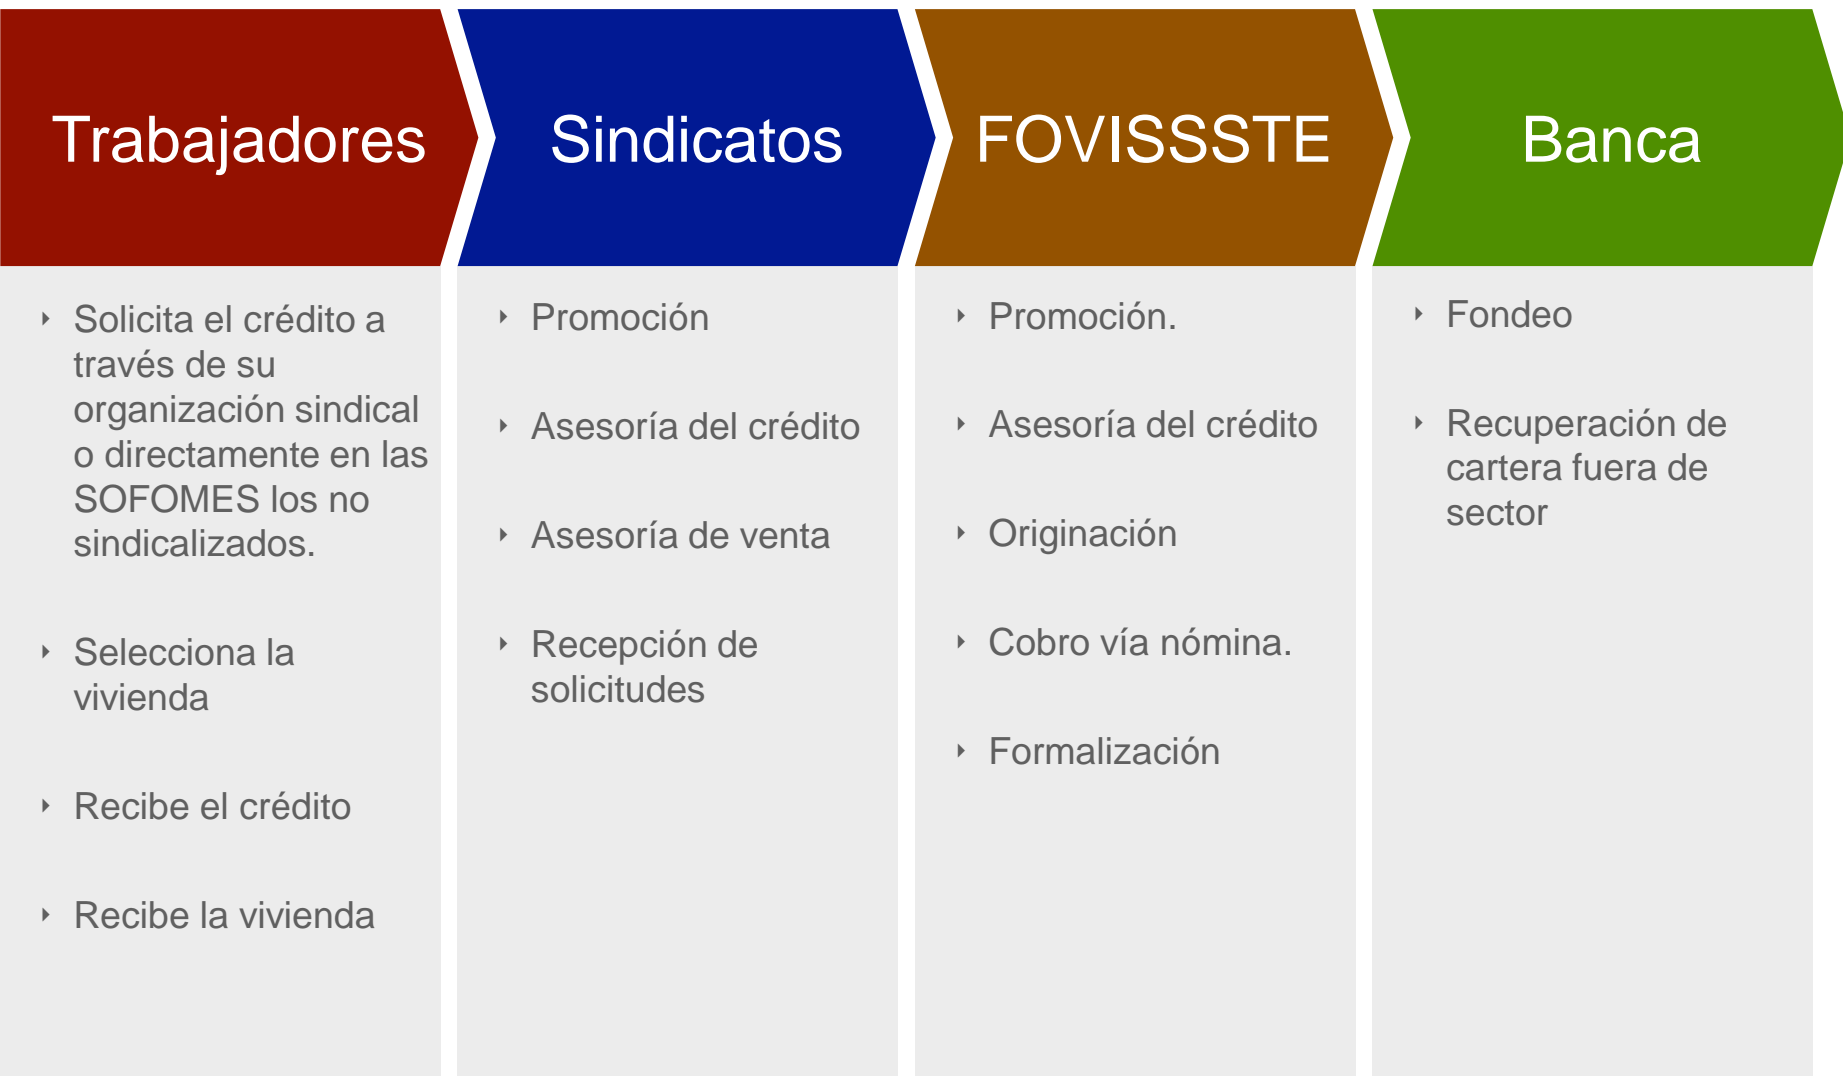 Trabajadores
Sindicatos
FOVISSSTE
Banca
‣ Solicita el crédito a
través de su
organización sindical
o directamente en las
SOFOMES los no
sindicalizados.
‣ Selecciona la
vivienda
‣ Recibe el crédito
‣ Recibe la vivienda
‣ Promoción
‣ Asesoría del crédito
‣ Asesoría de venta
‣ Recepción de
solicitudes
‣ Promoción.
‣ Asesoría del crédito
‣ Originación
‣ Cobro vía nómina.
‣ Formalización
‣ Fondeo
‣ Recuperación de
cartera fuera de
sector